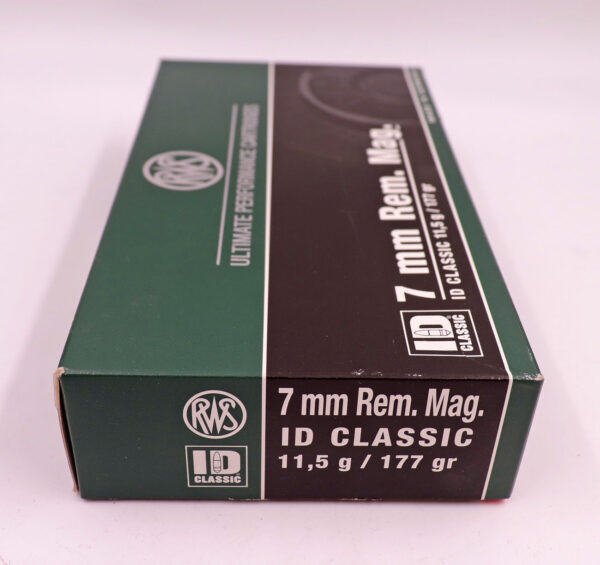 RWS
ULTIMATE PERFORMANCE CARTRIDGES
7 mm Rem. Mag.
ID CLASSIC 11,5 g / 177 gr
ID
CLASSIC
RWS
ID
CLASSIC
7 mm Rem. Mag.
ID CLASSIC
11,5 g / 177 gr